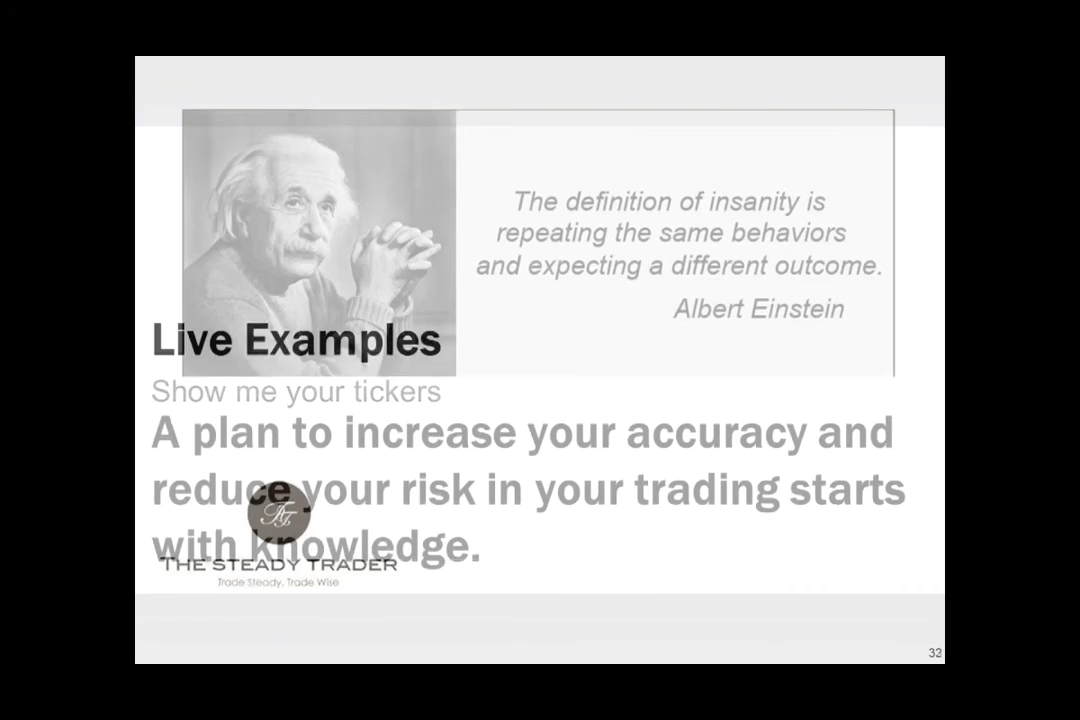 The definition of insanity is
repeating the same behaviors
and expecting a different outcome.
Albert Einstein
Live Examples
Show me your tickers
A plan to increase your accuracy and
reduce your risk in your trading starts
with knowledge.
THE STEADY TRADER
Trade Steady, Trade Wise